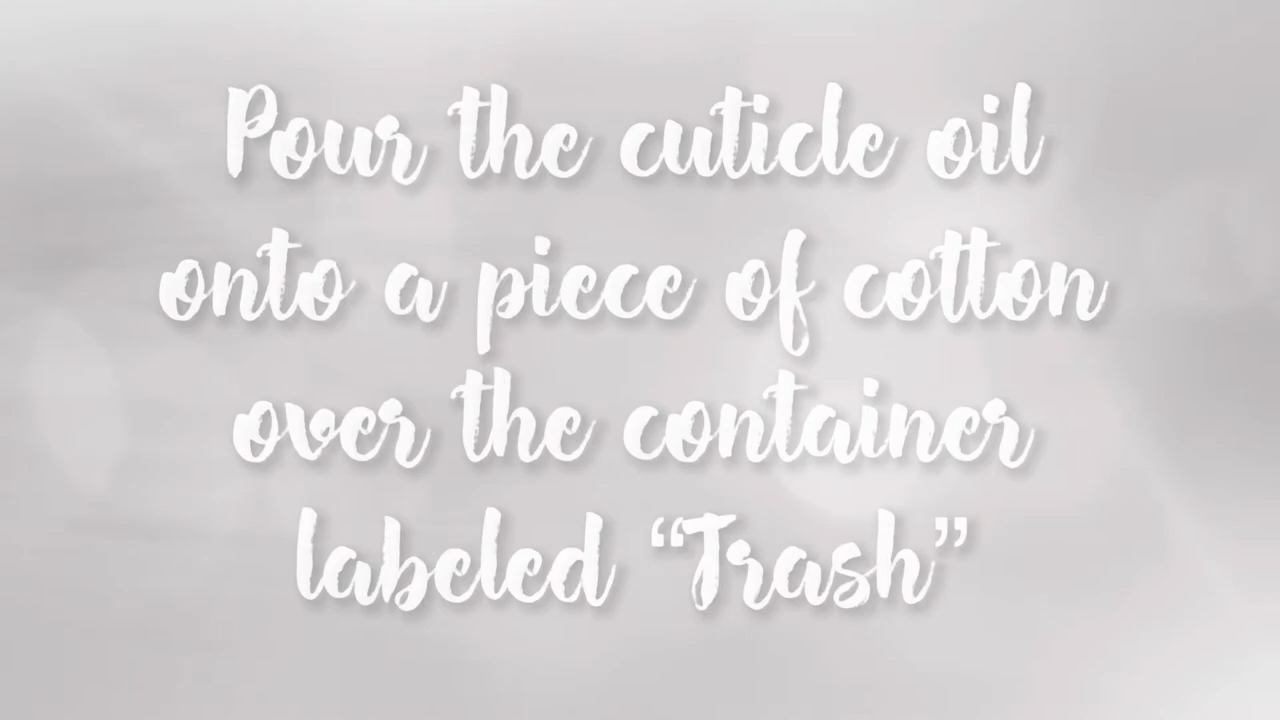 Pour the cuticle oil
onto a piece of cotton
over the container
labeled “Trash”